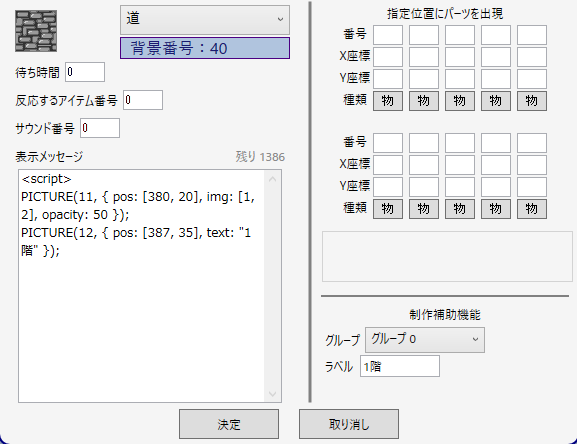 道
背景番号：40
待ち時間 0
反応するアイテム番号 0
サウンド番号 0
表示メッセージ 残り 1386
<script>
PICTURE(11, { pos: [380, 20], img: [1,
2], opacity: 50 });
PICTURE(12, { pos: [387, 35], text: "1
階" });
指定位置にパーツを出現
番号
X座標
Y座標
種類 物 物 物 物 物
番号
X座標
Y座標
種類 物 物 物 物 物
制作補助機能
グループ グループ 0
ラベル 1階
決定 取り消し